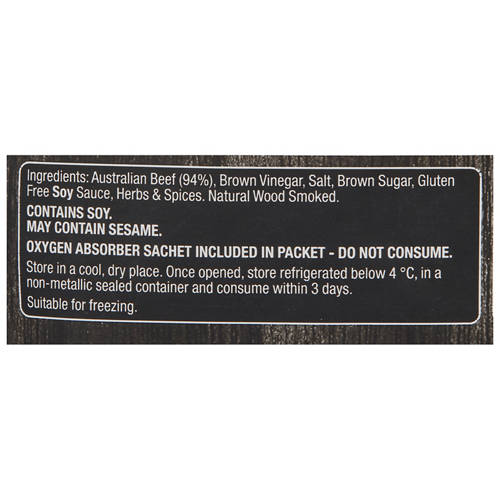 Ingredients: Australian Beef (94%), Brown Vinegar, Salt, Brown Sugar, Gluten
Free Soy Sauce, Herbs & Spices. Natural Wood Smoked.
CONTAINS SOY.
MAY CONTAIN SESAME.
OXYGEN ABSORBER SACHET INCLUDED IN PACKET - DO NOT CONSUME.
Store in a cool, dry place. Once opened, store refrigerated below 4 °C, in a
non-metallic sealed container and consume within 3 days.
Suitable for freezing.